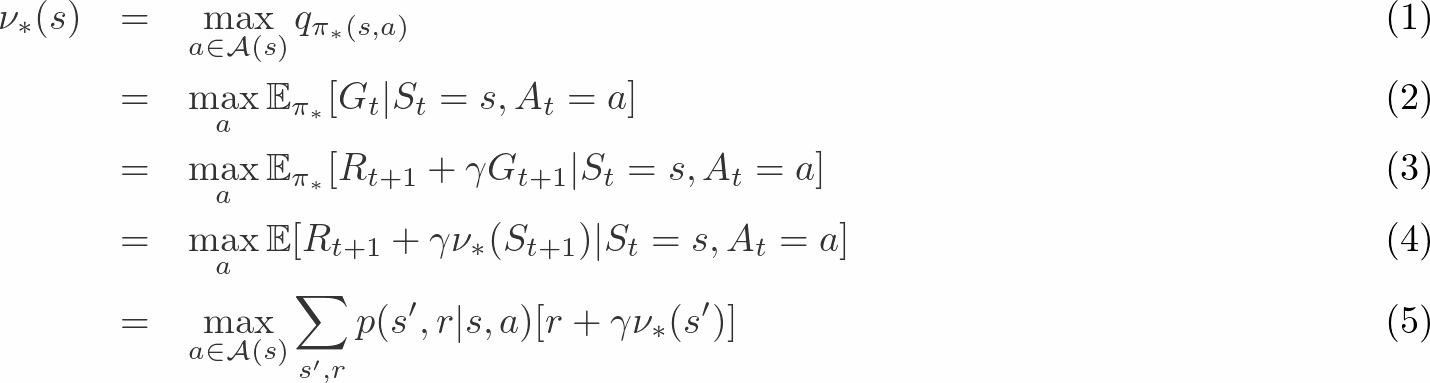 ν∗(s) = max_{a∈𝒜(s)} q_{π∗(s,a)} (1)
= max_a 𝔼_{π∗}[G_t|S_t = s, A_t = a] (2)
= max_a 𝔼_{π∗}[R_{t+1} + γG_{t+1}|S_t = s, A_t = a] (3)
= max_a 𝔼[R_{t+1} + γν∗(S_{t+1})|S_t = s, A_t = a] (4)
= max_{a∈𝒜(s)} ∑_{s′,r} p(s′, r|s, a)[r + γν∗(s′)] (5)